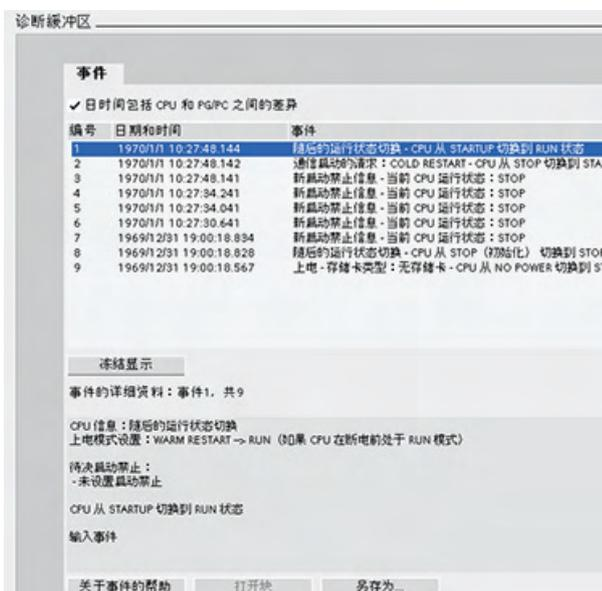 诊断缓冲区
事件
日时间包括 CPU 和 PG/PC 之间的差异
编号 日期和时间 事件
1 1970/1/1 10:27:48.144 随后的运行状态切换 - CPU 从 STARTUP 切换到 RUN 状态
2 1970/1/1 10:27:48.142 通信启动的请求：COLD RESTART - CPU 从 STOP 切换到 STA
3 1970/1/1 10:27:48.141 新启动禁止信息 - 当前 CPU 运行状态：STOP
4 1970/1/1 10:27:34.241 新启动禁止信息 - 当前 CPU 运行状态：STOP
5 1970/1/1 10:27:34.041 新启动禁止信息 - 当前 CPU 运行状态：STOP
6 1970/1/1 10:27:30.641 新启动禁止信息 - 当前 CPU 运行状态：STOP
7 1969/12/31 19:00:18.834 新启动禁止信息 - 当前 CPU 运行状态：STOP
8 1969/12/31 19:00:18.828 随后的运行状态切换 - CPU 从 STOP（初始化） 切换到 STOP
9 1969/12/31 19:00:18.567 上电 - 存储卡类型：无存储卡 - CPU 从 NO POWER 切换到 S
冻结显示
事件的详细资料：事件1，共9
CPU 信息：随后的运行状态切换
上电模式设置：WARM RESTART -> RUN（如果 CPU 在断电前处于 RUN 模式）
待决启动禁止：
- 未设置启动禁止
CPU 从 STARTUP 切换到 RUN 状态
输入事件
关于事件的帮助 打开块 另存为...